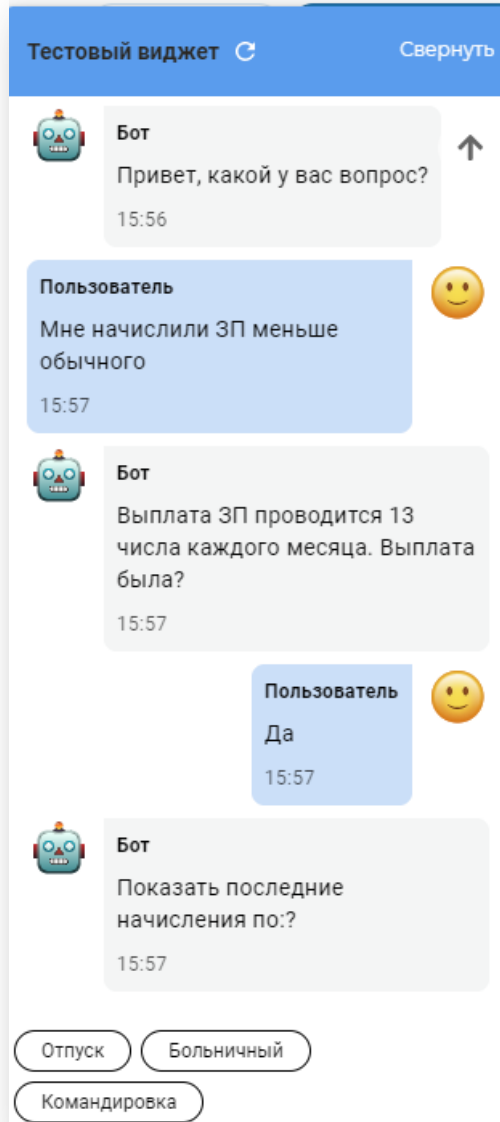 Тестовый виджет
Свернуть
Бот
Привет, какой у вас вопрос?
15:56
Пользователь
Мне начислили ЗП меньше
обычного
15:57
Бот
Выплата ЗП проводится 13
числа каждого месяца. Выплата
была?
15:57
Пользователь
Да
15:57
Бот
Показать последние
начисления по:?
15:57
Отпуск
Больничный
Командировка